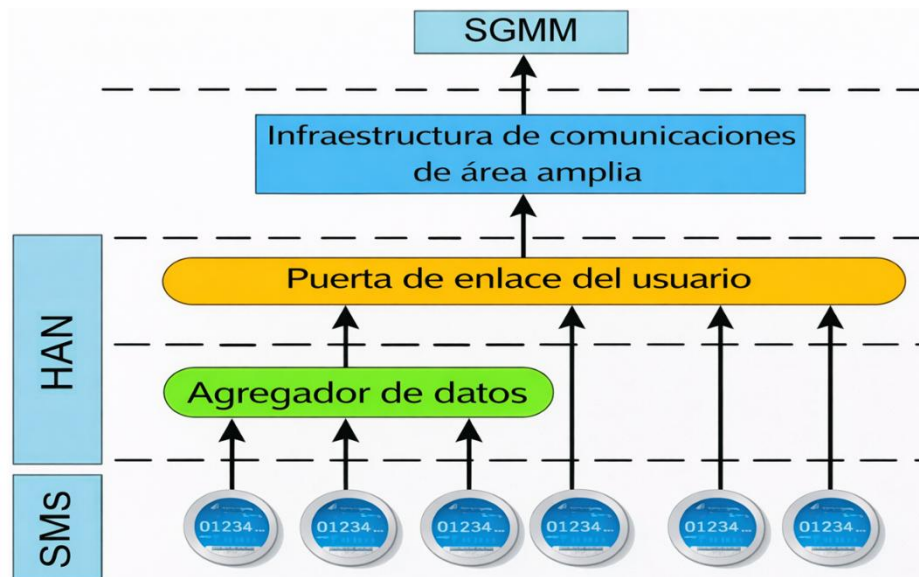 SGMM
Infraestructura de comunicaciones
de área amplia
HAN
Puerta de enlace del usuario
Agregador de datos
SMs
01234
01234
01234
01234
01234
01234